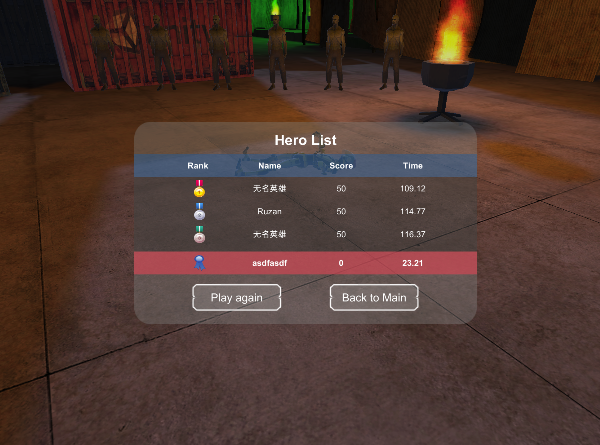 Hero List
Rank Name Score Time
无名英雄 50 109.12
Ruzan 50 114.77
无名英雄 50 116.37
asdfasdf 0 23.21
Play again Back to Main